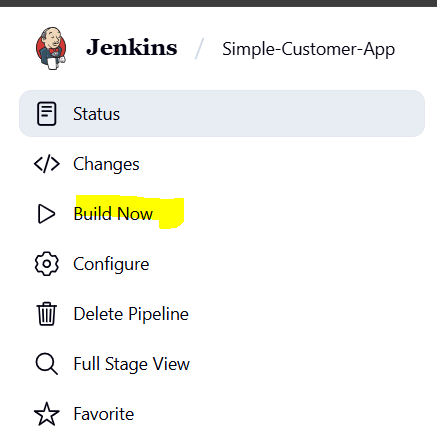 Jenkins / Simple-Customer-App
Status
Changes
Build Now
Configure
Delete Pipeline
Full Stage View
Favorite